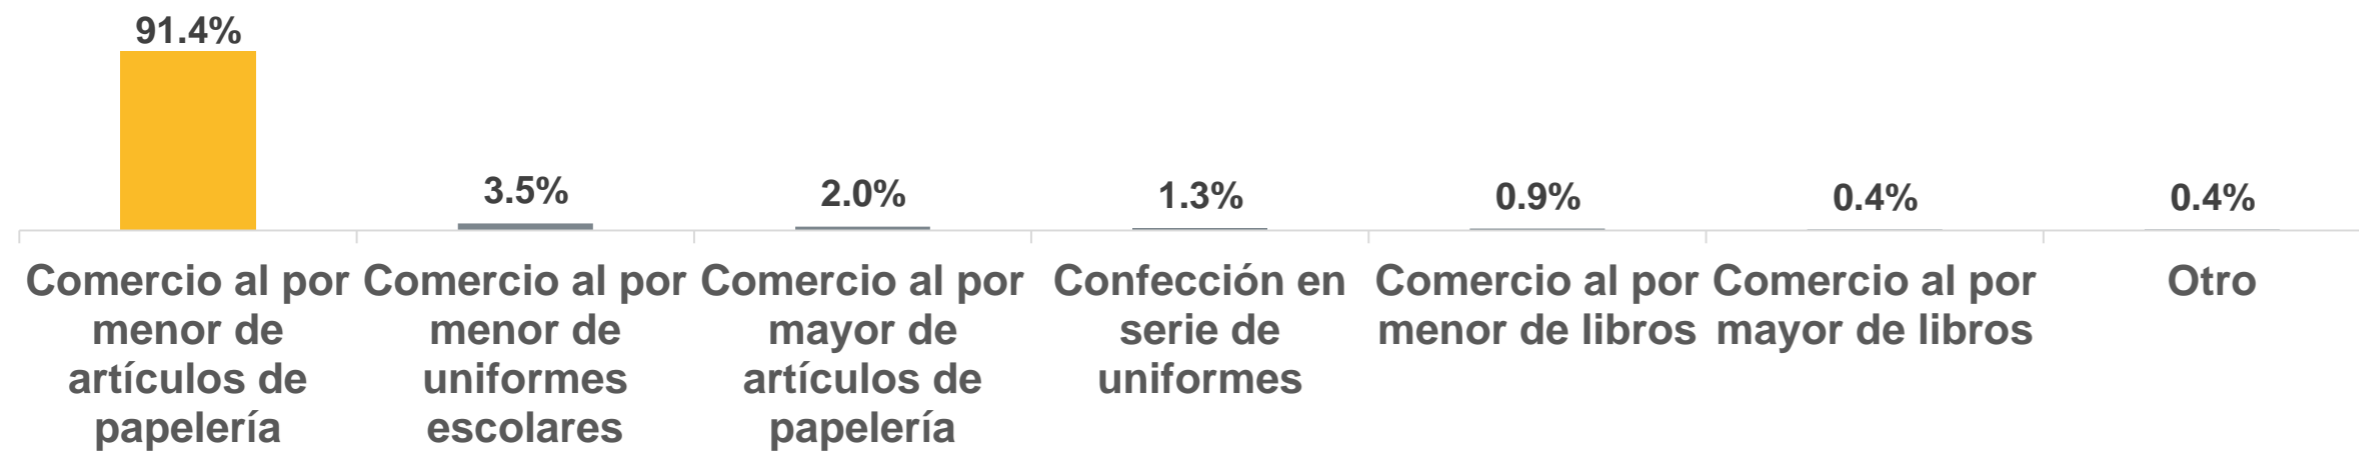 91.4%
3.5%
2.0%
1.3%
0.9%
0.4%
0.4%
Comercio al por
menor de
artículos de
papelería
Comercio al por
menor de
uniformes
escolares
Comercio al por
mayor de
artículos de
papelería
Confección en
serie de
uniformes
Comercio al por
menor de libros
Comercio al por
mayor de libros
Otro